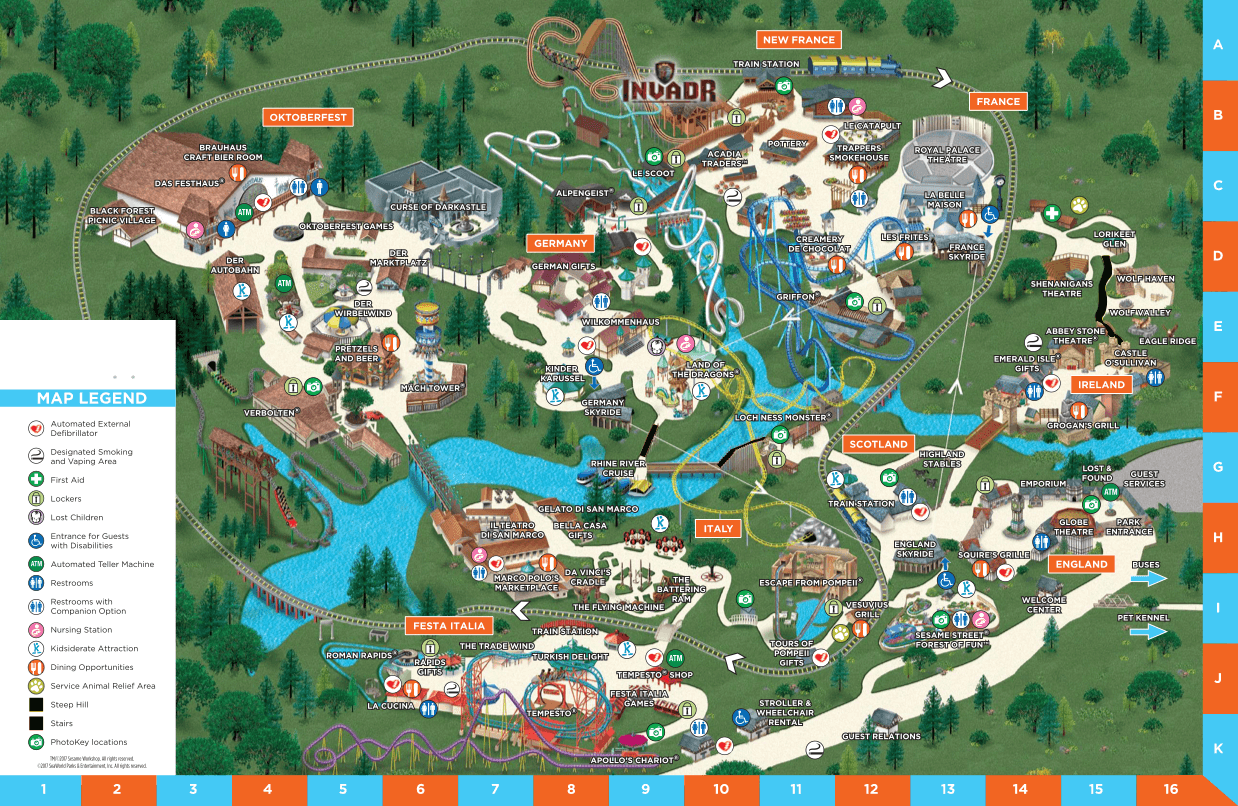 NEW FRANCE
TRAIN STATION
INVADR
FRANCE
OKTOBERFEST
BRAUHAUS
CRAFT BIER ROOM
DAS FESTHAUS®
BLACK FOREST
PICNIC VILLAGE
ATM
OKTOBERFEST GAMES
CURSE OF DARKASTLE
LE SCOOT
ALPENGEIST®
ACADIA
TRADERS™
POTTERY
LE CATAPULT
TRAPPERS
SMOKEHOUSE
ROYAL PALACE
THEATRE
LA BELLE
MAISON
LES FRITES
CREAMERY
DE CHOCOLAT
FRANCE
SKYRIDE
LORIKEET
GLEN
SHENANIGANS
THEATRE
WOLF HAVEN
WOLF VALLEY
EAGLE RIDGE
ABBEY STONE
THEATRE®
CASTLE
O'SULLIVAN
EMERALD ISLE®
GIFTS
IRELAND
GROGAN'S GRILL
GERMANY
GERMAN GIFTS
DER
AUTOBAHN
ATM
DER
MARKTPLATZ
DER
WIRBELWIND
PRETZELS
AND BEER
MÄCH TOWER®
VERBOLTEN®
WILKOMMENHAUS
KINDER
KARUSSEL
GERMANY
SKYRIDE
LAND OF
THE DRAGONS®
GRIFFON®
LOCH NESS MONSTER®
SCOTLAND
HIGHLAND
STABLES
TRAIN STATION
RHINE RIVER
CRUISE
EMPORIUM
LOST &
FOUND
ATM
GUEST
SERVICES
GLOBE
THEATRE
PARK
ENTRANCE
ENGLAND
ENGLAND
SKYRIDE
SQUIRE'S GRILLE
BUSES
WELCOME
CENTER
PET KENNEL
SESAME STREET®
FOREST OF FUN™
GELATO DI SAN MARCO
IL TEATRO
DI SAN MARCO
BELLA CASA
GIFTS
ITALY
MARCO POLO'S
MARKETPLACE
DA VINCI'S
CRADLE
THE FLYING MACHINE
THE
BATTERING
RAM
ESCAPE FROM POMPEII®
VESUVIUS
GRILL
TOURS OF
POMPEII
GIFTS
FESTA ITALIA
TRAIN STATION
ROMAN RAPIDS®
RAPIDS
GIFTS
THE TRADE WIND
TURKISH DELIGHT
LA CUCINA
TEMPESTO®
TEMPESTO® SHOP
ATM
FESTA ITALIA
GAMES
APOLLO'S CHARIOT®
STROLLER &
WHEELCHAIR
RENTAL
GUEST RELATIONS
MAP LEGEND
Automated External
Defibrillator
Designated Smoking
and Vaping Area
First Aid
Lockers
Lost Children
Entrance for Guests
with Disabilities
ATM Automated Teller Machine
Restrooms
Restrooms with
Companion Option
Nursing Station
Kidsiderate Attraction
Dining Opportunities
Service Animal Relief Area
Steep Hill
Stairs
PhotoKey locations
TM/© 2017 Sesame Workshop. All rights reserved.
©2017 SeaWorld Parks & Entertainment, Inc. All rights reserved.
A
B
C
D
E
F
G
H
I
J
K
1 2 3 4 5 6 7 8 9 10 11 12 13 14 15 16